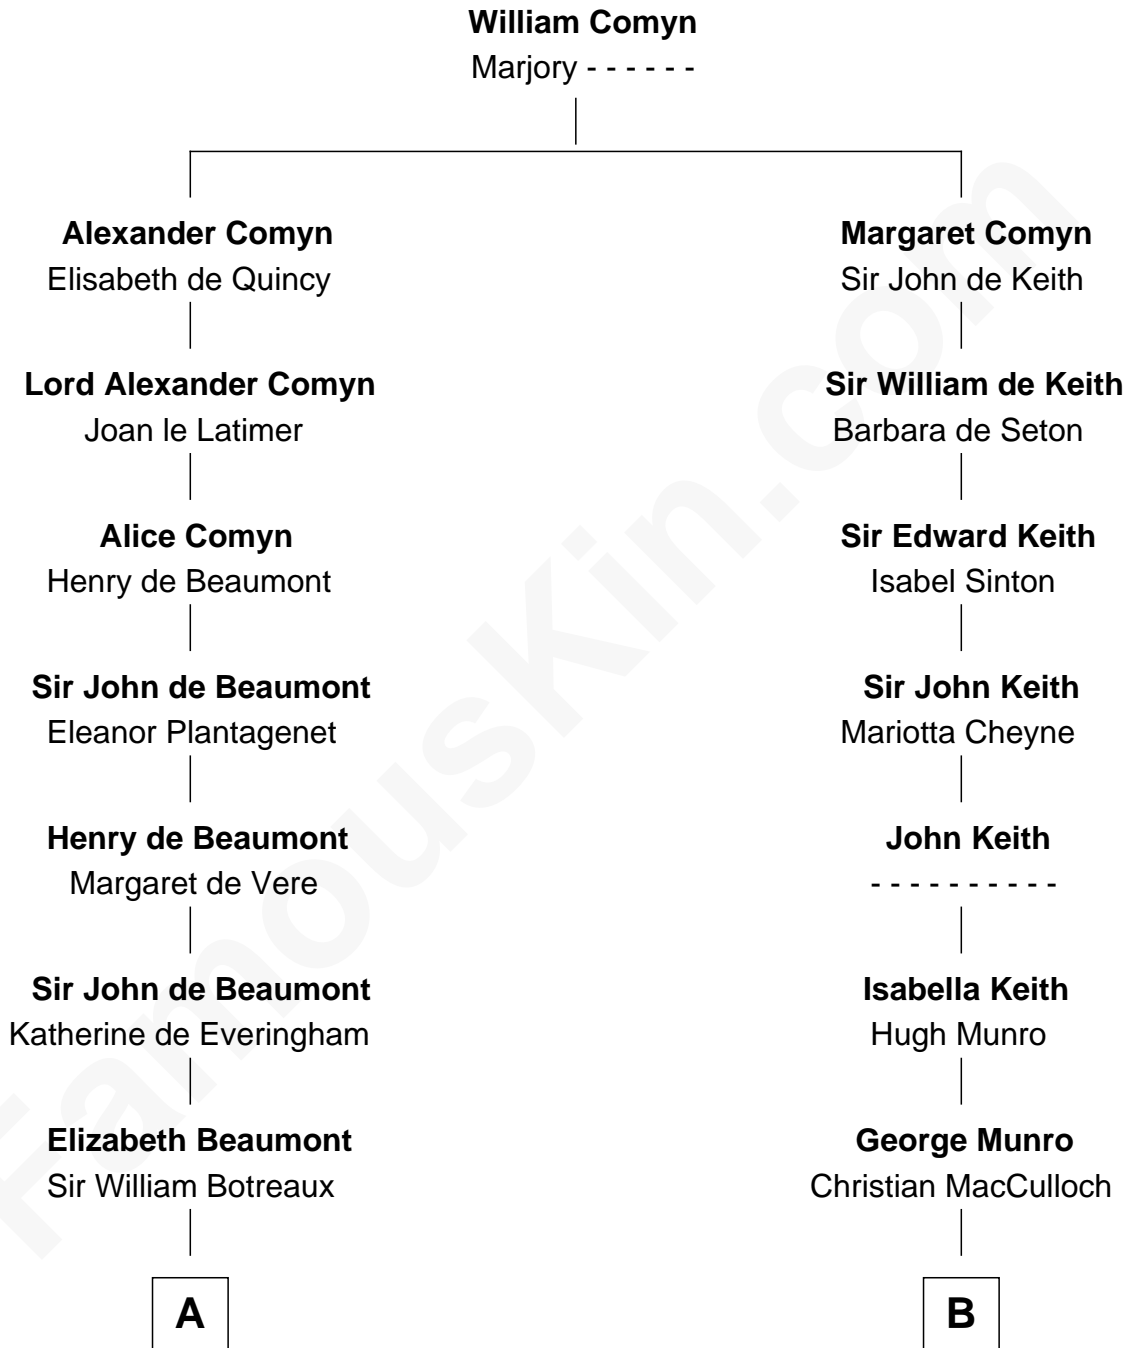 William Comyn
Marjory - - - - - -
Alexander Comyn
Elisabeth de Quincy
Lord Alexander Comyn
Joan le Latimer
Alice Comyn
Henry de Beaumont
Sir John de Beaumont
Eleanor Plantagenet
Henry de Beaumont
Margaret de Vere
Sir John de Beaumont
Katherine de Everingham
Elizabeth Beaumont
Sir William Botreaux
A
Margaret Comyn
Sir John de Keith
Sir William de Keith
Barbara de Seton
Sir Edward Keith
Isabel Sinton
Sir John Keith
Mariotta Cheyne
John Keith
- - - - - - - - - -
Isabella Keith
Hugh Munro
George Munro
Christian MacCulloch
B
FamousKin.com